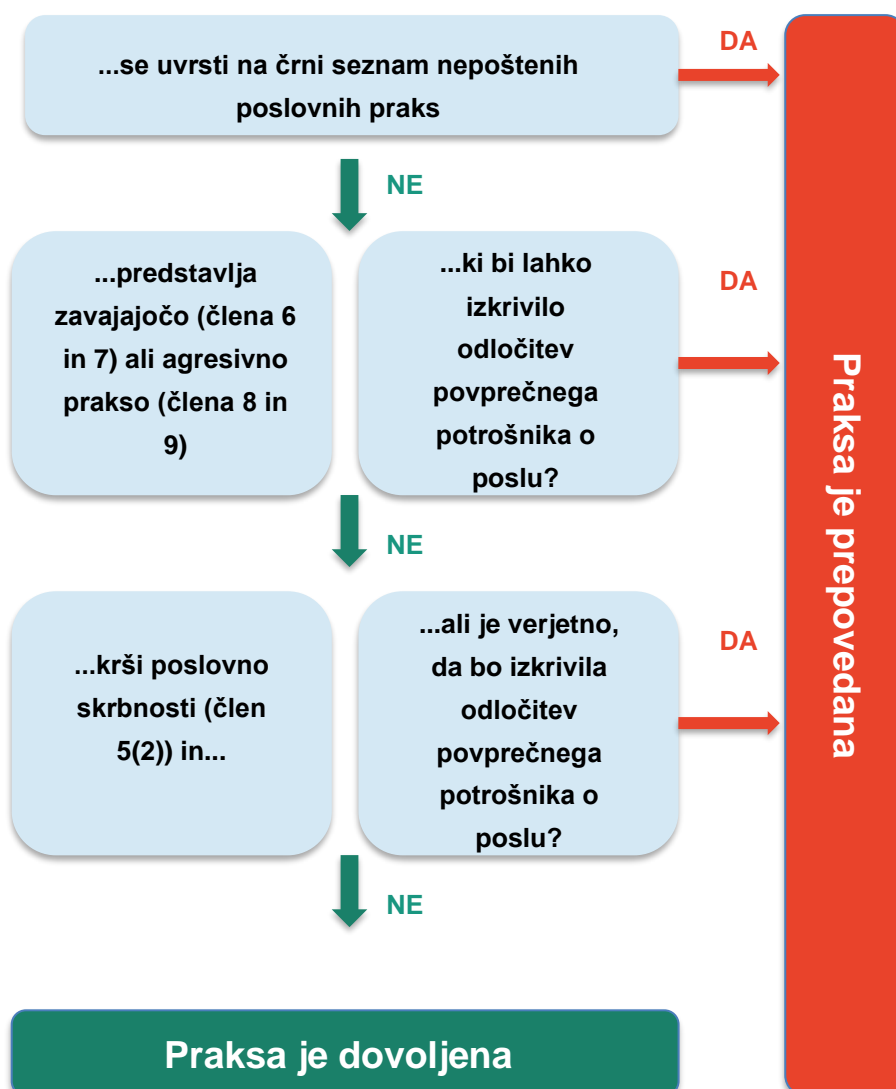 ...se uvrsti na črni seznam nepoštenih
poslovnih praks
DA
NE
...predstavlja
zavajajočo (člena 6
in 7) ali agresivno
prakso (člena 8 in
9)
...ki bi lahko
izkrivilo
odločitev
povprečnega
potrošnika o
poslu?
DA
NE
...krši poslovno
skrbnosti (člen
5(2)) in...
...ali je verjetno,
da bo izkrivila
odločitev
povprečnega
potrošnika o
poslu?
DA
NE
Praksa je dovoljena
Praksa je prepovedana